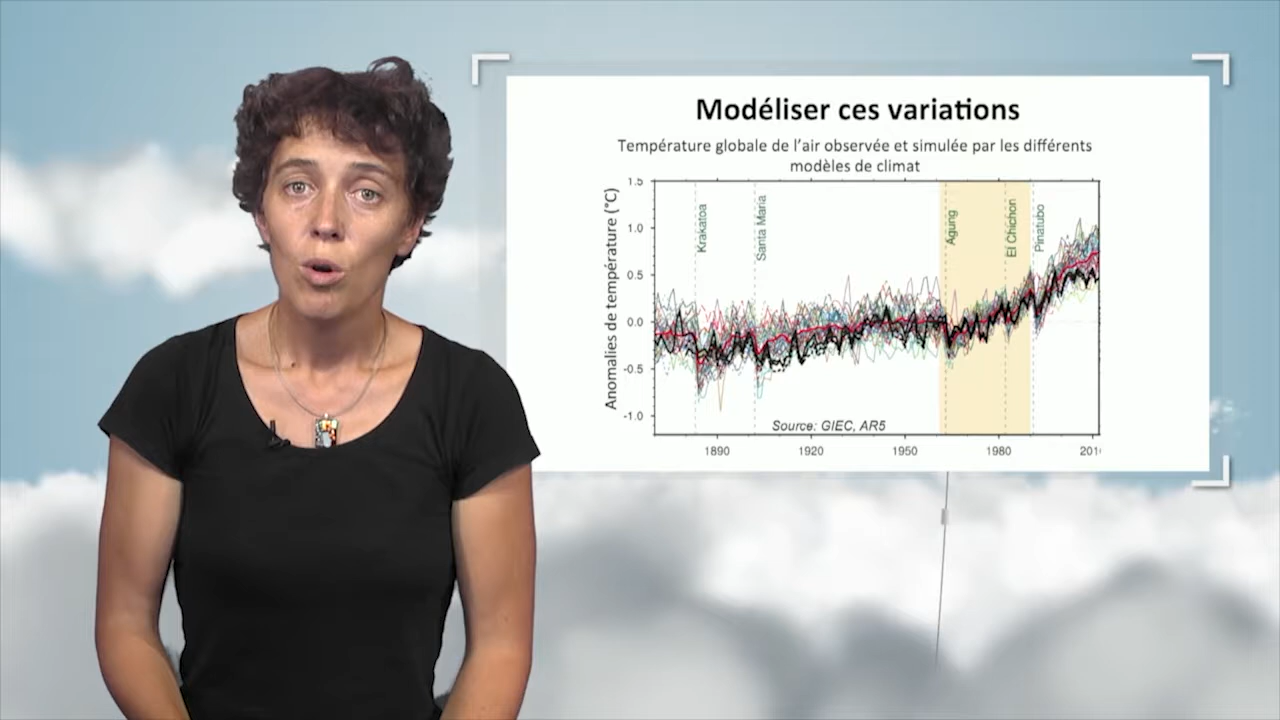 Modéliser ces variations
Température globale de l'air observée et simulée par les différents
modèles de climat
Anomalies de température (°C)
1.5
1.0
0.5
0.0
-0.5
-1.0
Krakatoa
Santa Maria
Agung
El Chichon
Pinatubo
Source: GIEC, AR5
1890
1920
1950
1980
201